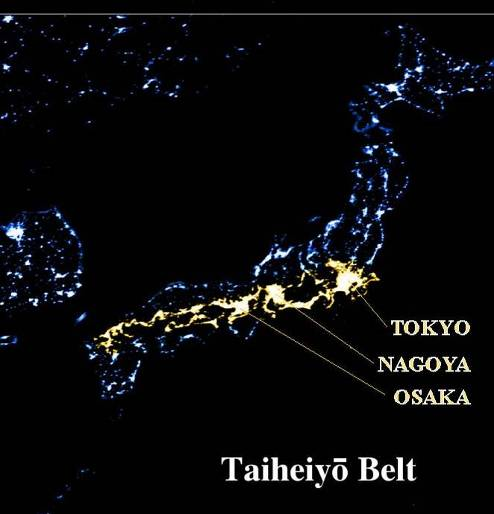 TOKYO
NAGOYA
OSAKA
Taiheiyō Belt